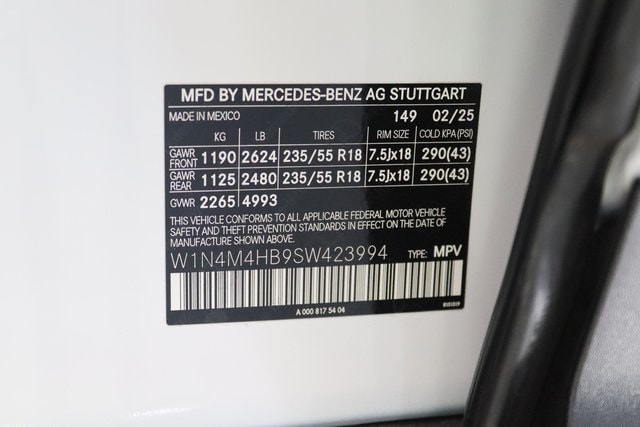 MFD BY MERCEDES-BENZ AG STUTTGART
MADE IN MEXICO 149 02/25
KG LB TIRES RIM SIZE COLD KPA(PSI)
GAWR FRONT 1190 2624 235/55 R18 7.5Jx18 290(43)
GAWR REAR 1125 2480 235/55 R18 7.5Jx18 290(43)
GVWR 2265 4993
THIS VEHICLE CONFORMS TO ALL APPLICABLE FEDERAL MOTOR VEHICLE
SAFETY AND THEFT PREVENTION STANDARDS IN EFFECT ON THE DATE OF
MANUFACTURE SHOWN ABOVE.
W1N4M4HB9SW423994 TYPE: MPV
A 000 817 54 04